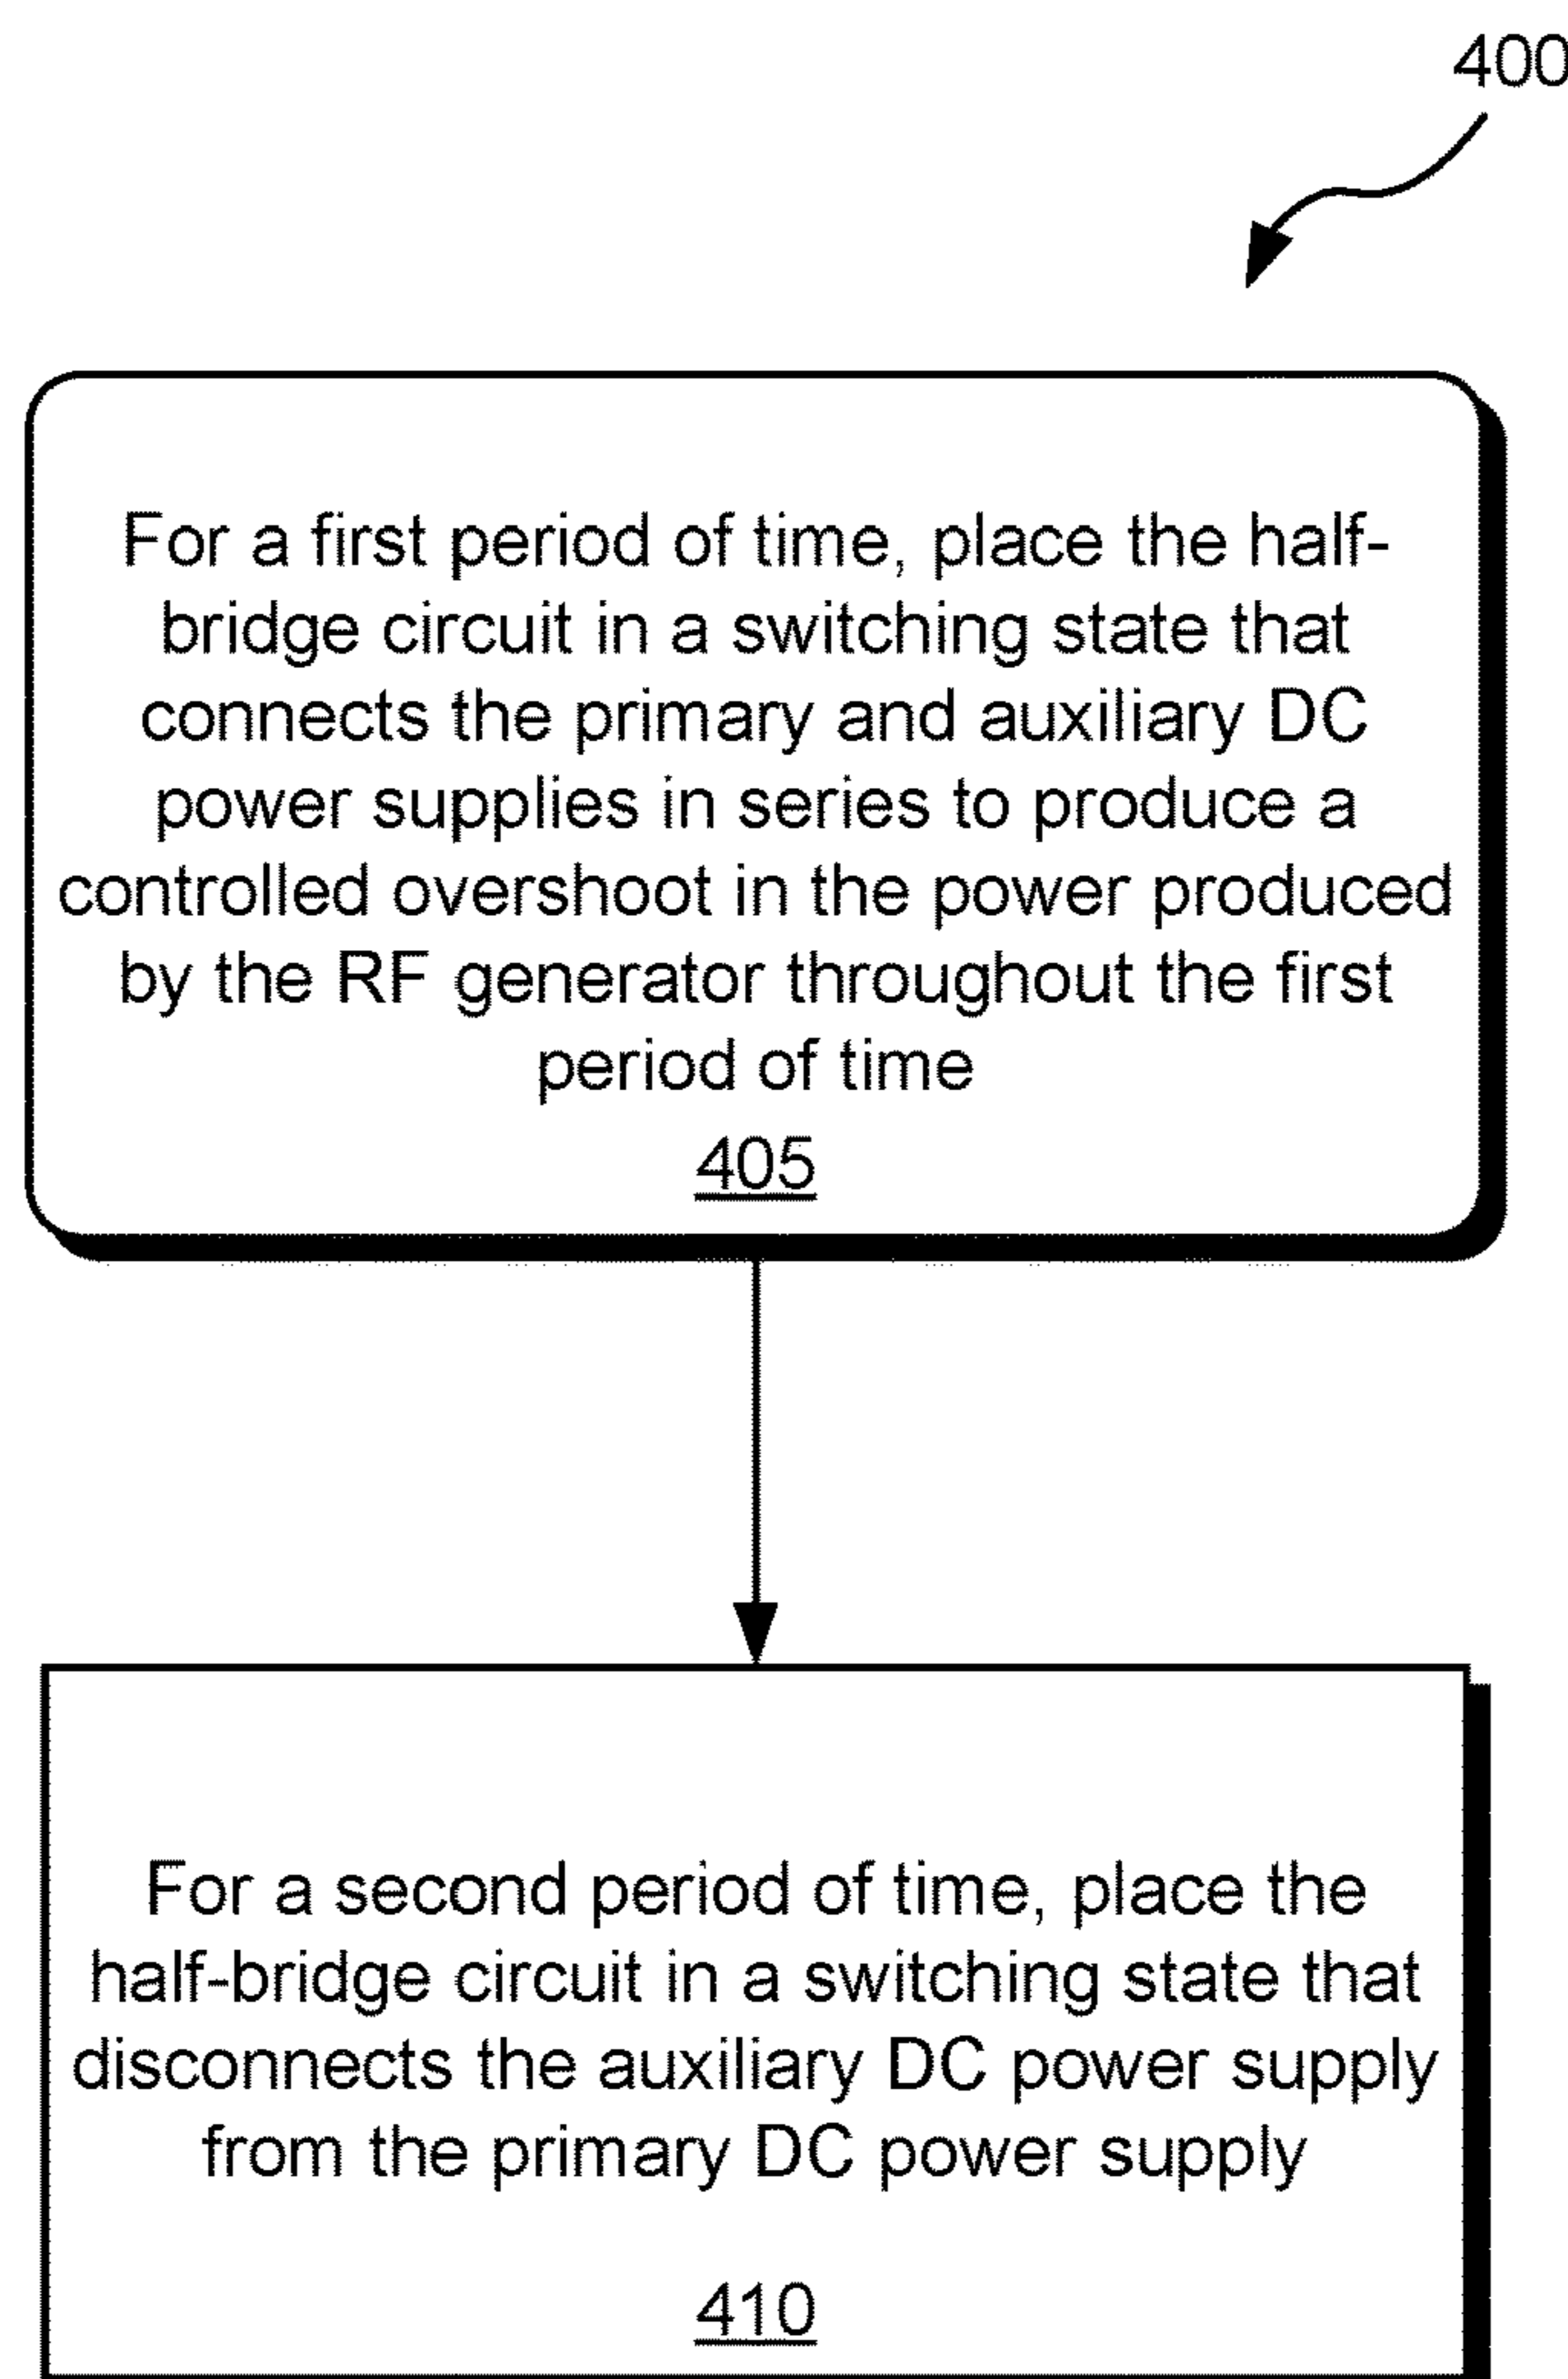 400
For a first period of time, place the half-
bridge circuit in a switching state that
connects the primary and auxiliary DC
power supplies in series to produce a
controlled overshoot in the power produced
by the RF generator throughout the first
period of time
405
For a second period of time, place the
half-bridge circuit in a switching state that
disconnects the auxiliary DC power supply
from the primary DC power supply
410